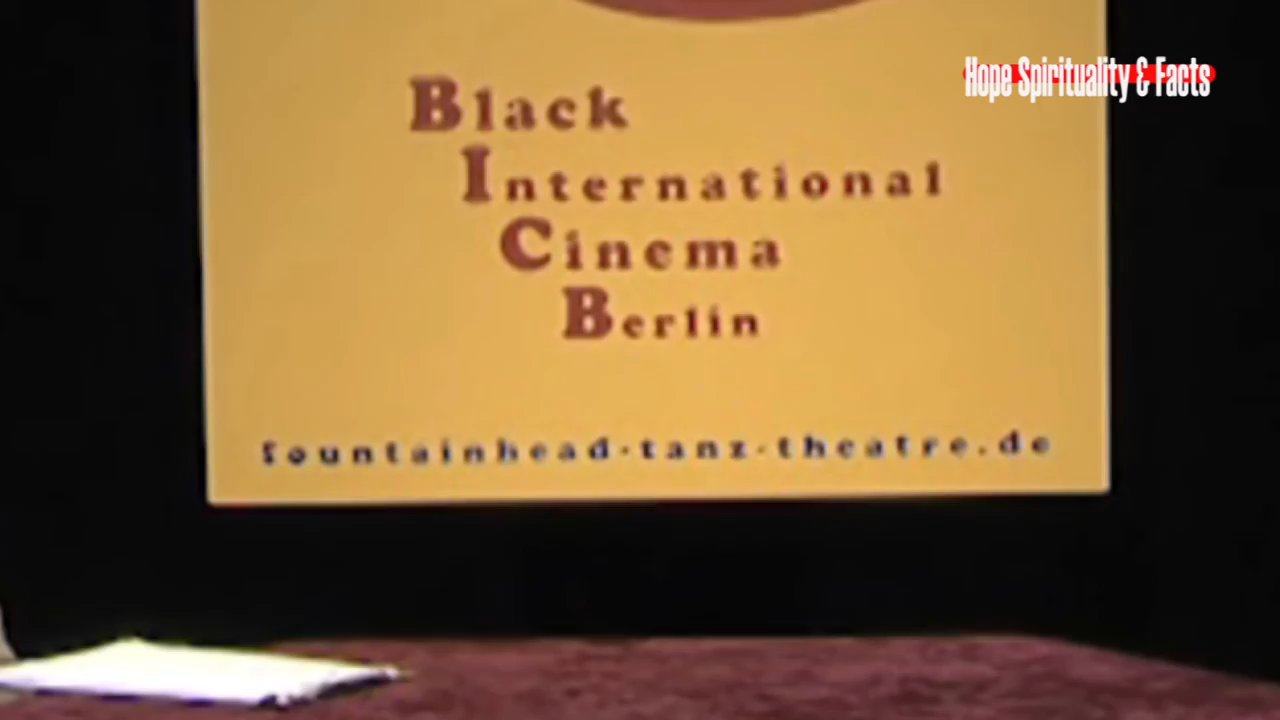 Hope Spirituality & Facts
Black
International
Cinema
Berlin
fountainhead-tanz-theatre.de